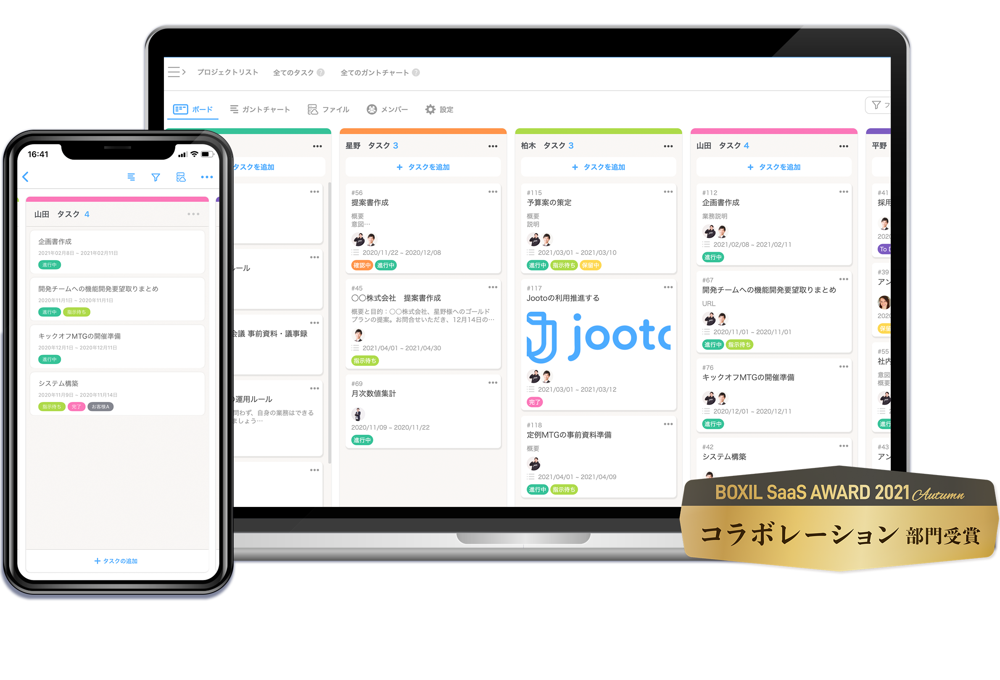 プロジェクトリスト 全てのタスク ? 全てのガントチャート ?
ボード ガントチャート ファイル メンバー 設定
タスクを追加
ール
会議 事前資料・議事録
運用ルール
問わず、自身の業務はできる
ましょう…
星野 タスク 3
+ タスクを追加
#56
提案書作成
概要
意図…
2020/11/22 ~ 2020/12/08
確認中 進行中
#45
〇〇株式会社 提案書作成
概要と目的：〇〇株式会社、星野様へのゴールド
プランの提案。お問合せいただき、12月14日の…
2021/04/01 ~ 2021/04/30
指示待ち
#69
月次数値集計
2020/11/09 ~ 2020/11/22
進行中
柏木 タスク 3
+ タスクを追加
#115
予算案の策定
概要
説明
2021/03/01 ~ 2021/03/10
進行中 指示待ち 保留中
#117
Jootoの利用推進する
jooto
2021/03/01 ~ 2021/03/12
完了
#118
定例MTGの事前資料準備
概要
2021/04/01 ~ 2021/04/09
進行中 指示待ち
山田 タスク 4
+ タスクを追加
#112
企画書作成
業務説明
2021/02/08 ~ 2021/02/11
進行中
#67
開発チームへの機能開発要望取りまとめ
URL
2020/11/01 ~ 2020/11/01
進行中 指示待ち
#76
キックオフMTGの開催準備
2020/12/01 ~ 2020/12/11
進行中
#42
システム構築
平野
#41
採用
2020
To D
#39
アン
2020
保留
#55
社内
意図
概要
進行
#43
アン
16:41
山田 タスク 4
企画書作成
2021年02月8日 ~ 2021年02月11日
進行中
開発チームへの機能開発要望取りまとめ
2020年11月1日 ~ 2020年11月1日
進行中 指示待ち
キックオフMTGの開催準備
2020年12月1日 ~ 2020年12月11日
進行中
システム構築
2020年11月9日 ~ 2020年11月14日
指示待ち 完了 お客様A
+ タスクの追加
BOXIL SaaS AWARD 2021 Autumn
コラボレーション 部門受賞